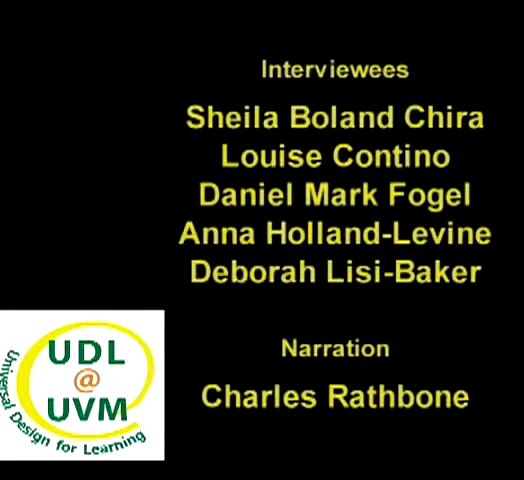 Interviewees
Sheila Boland Chira
Louise Contino
Daniel Mark Fogel
Anna Holland-Levine
Deborah Lisi-Baker
Narration
Charles Rathbone
UDL
@
UVM
Universal Design for Learning